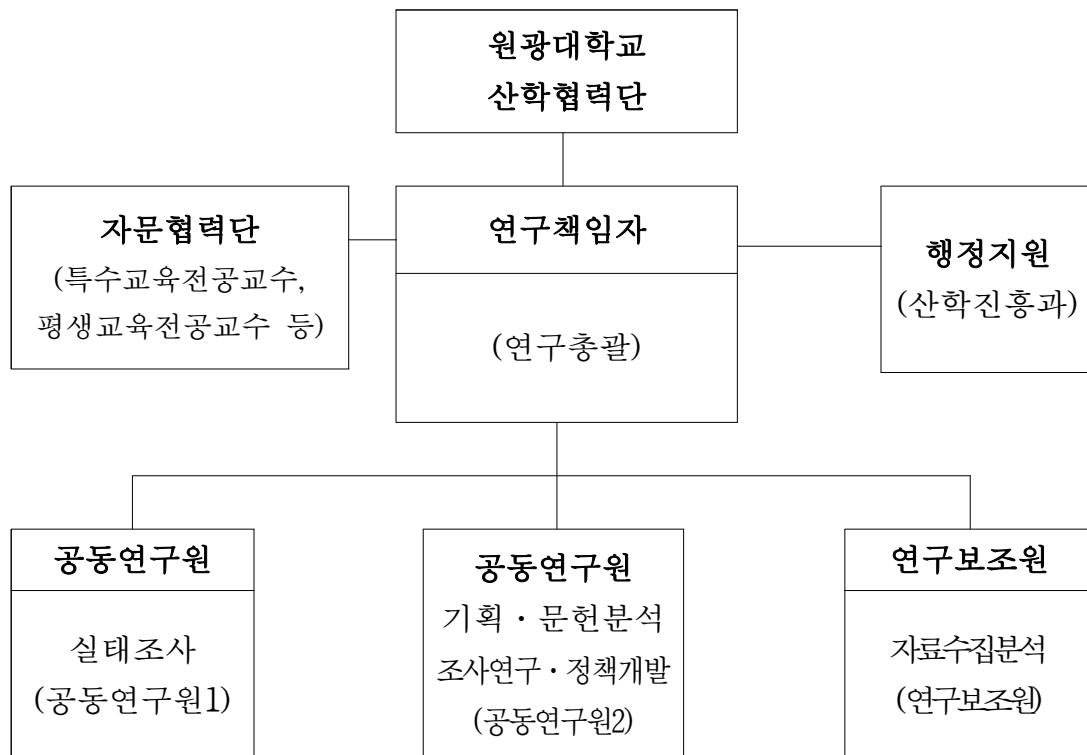 원광대학교
산학협력단
자문협력단
(특수교육전공교수,
평생교육전공교수 등)
연구책임자
(연구총괄)
행정지원
(산학진흥과)
공동연구원
실태조사
(공동연구원1)
공동연구원
기획・문헌분석
조사연구・정책개발
(공동연구원2)
연구보조원
자료수집분석
(연구보조원)